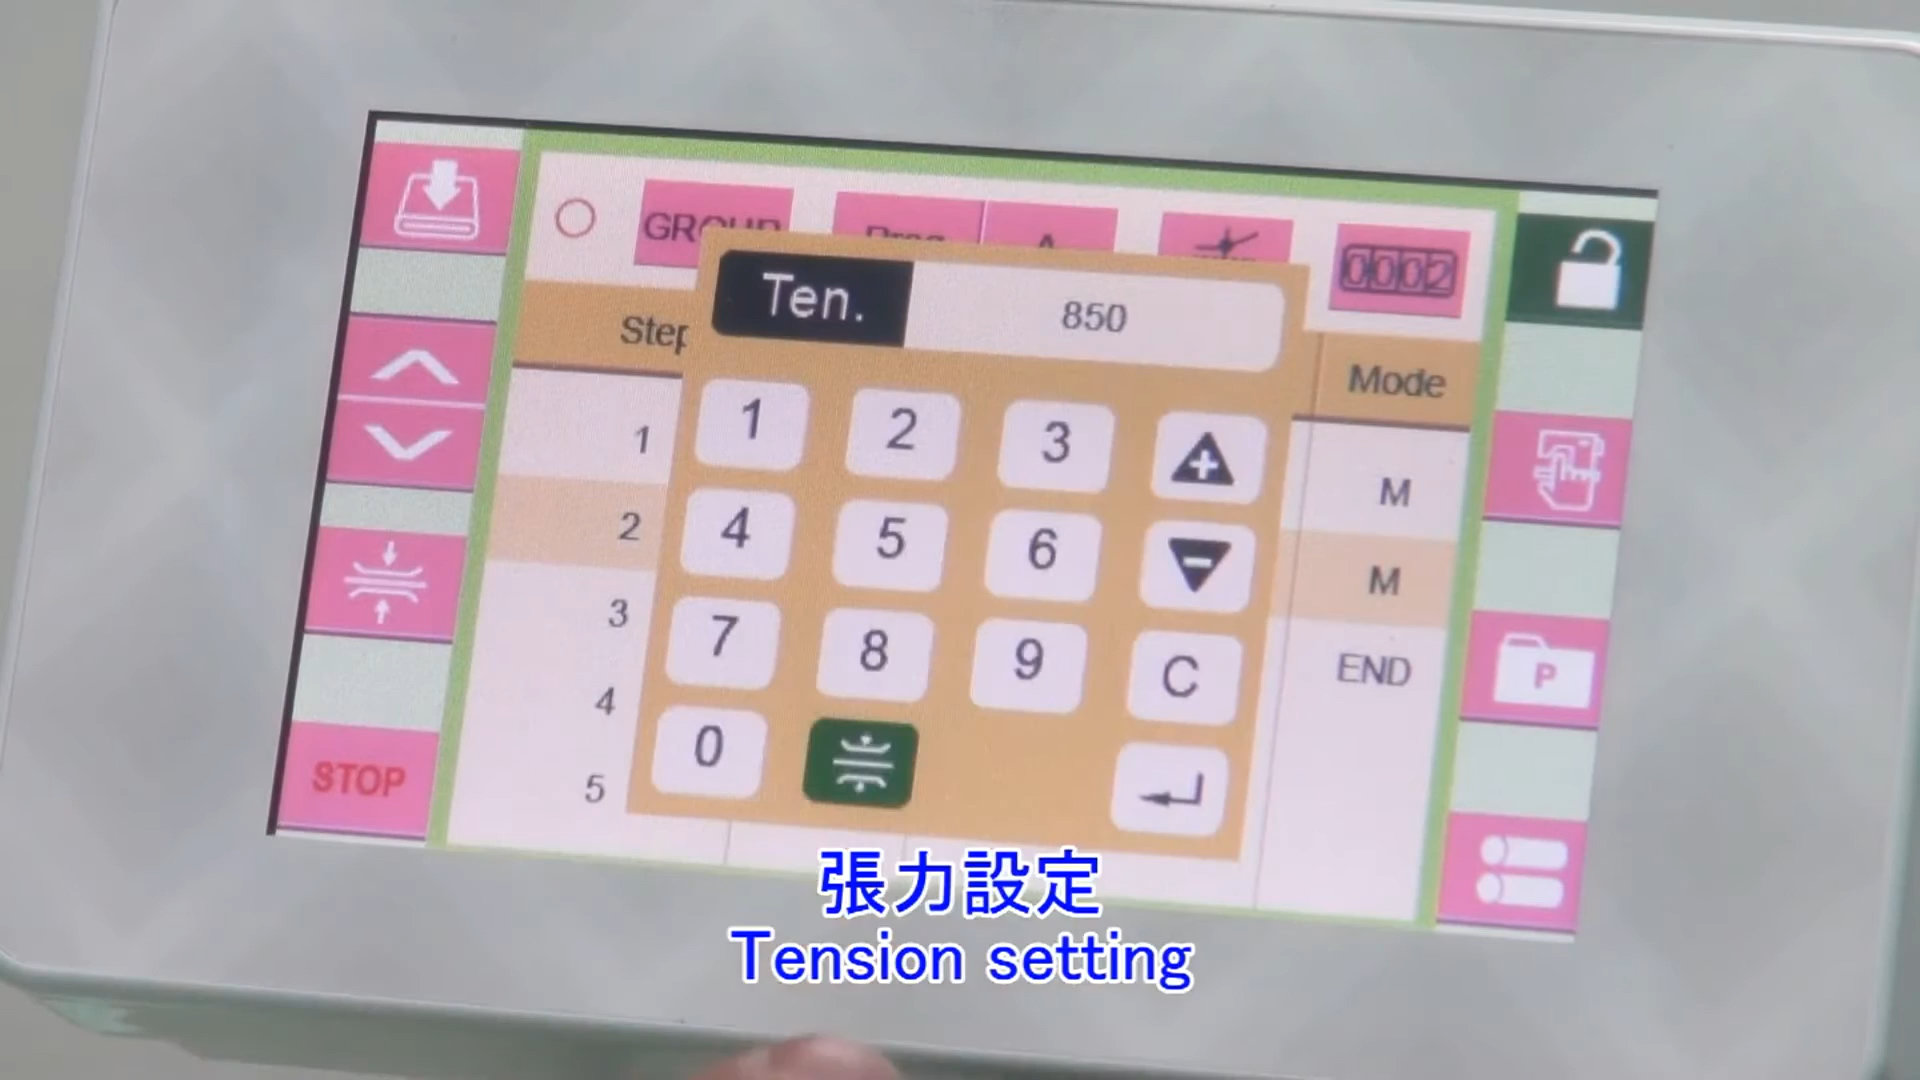 GROUP
0002
Ten.
850
Step
Mode
1 2 3
4 5 6
7 8 9 C
0
1
M
2
M
3
END
4
5
P
STOP
張力設定
Tension setting